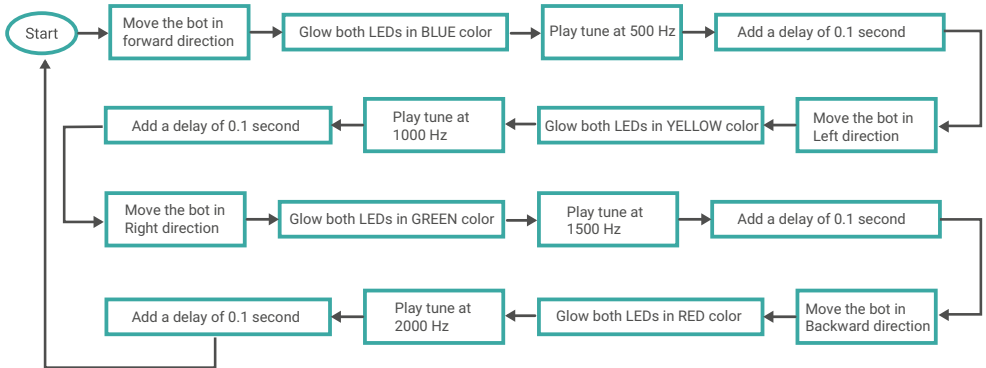 Start
Move the bot in
forward direction
Glow both LEDs in BLUE color
Play tune at 500 Hz
Add a delay of 0.1 second
Move the bot in
Left direction
Glow both LEDs in YELLOW color
Play tune at
1000 Hz
Add a delay of 0.1 second
Move the bot in
Right direction
Glow both LEDs in GREEN color
Play tune at
1500 Hz
Add a delay of 0.1 second
Move the bot in
Backward direction
Glow both LEDs in RED color
Play tune at
2000 Hz
Add a delay of 0.1 second